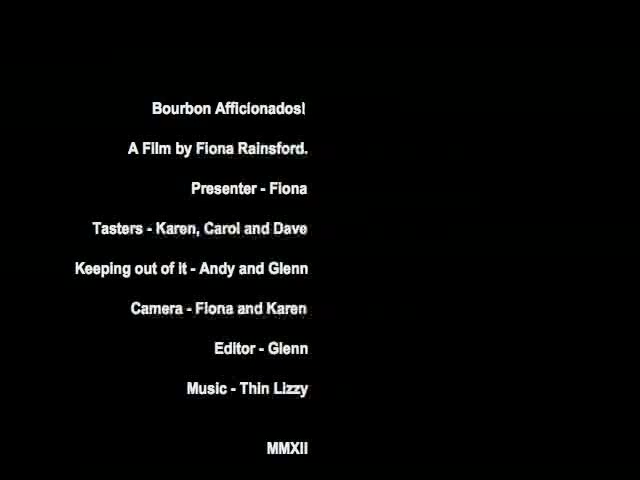 Bourbon Afficionados!
A Film by Fiona Rainsford.
Presenter - Fiona
Tasters - Karen, Carol and Dave
Keeping out of it - Andy and Glenn
Camera - Fiona and Karen
Editor - Glenn
Music - Thin Lizzy
MMXII